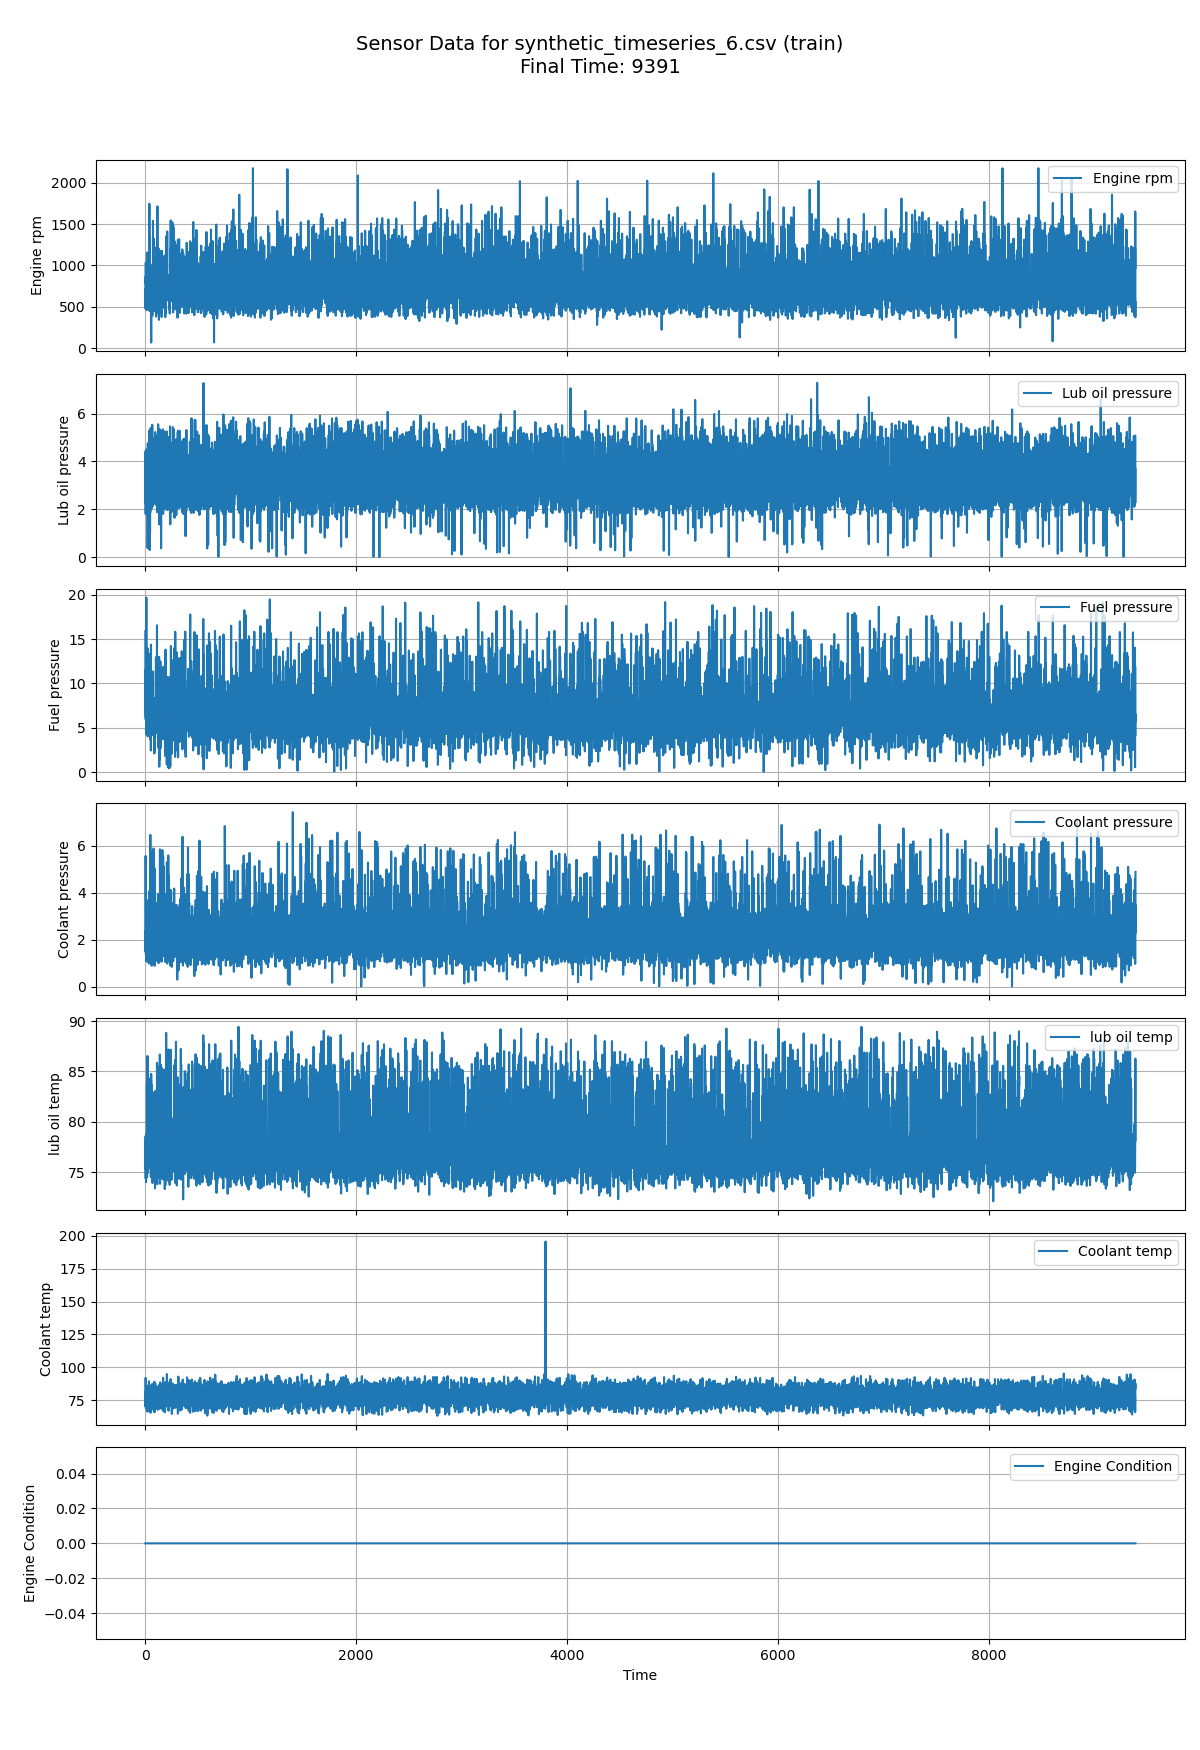 Sensor Data for synthetic_timeseries_6.csv (train)
Final Time: 9391
Engine rpm
2000
1500
1000
500
0
Engine rpm
Lub oil pressure
6
4
2
0
Lub oil pressure
Fuel pressure
20
15
10
5
0
Fuel pressure
Coolant pressure
6
4
2
0
Coolant pressure
lub oil temp
90
85
80
75
lub oil temp
Coolant temp
200
175
150
125
100
75
Coolant temp
Engine Condition
0.04
0.02
0.00
−0.02
−0.04
Engine Condition
0 2000 4000 6000 8000
Time